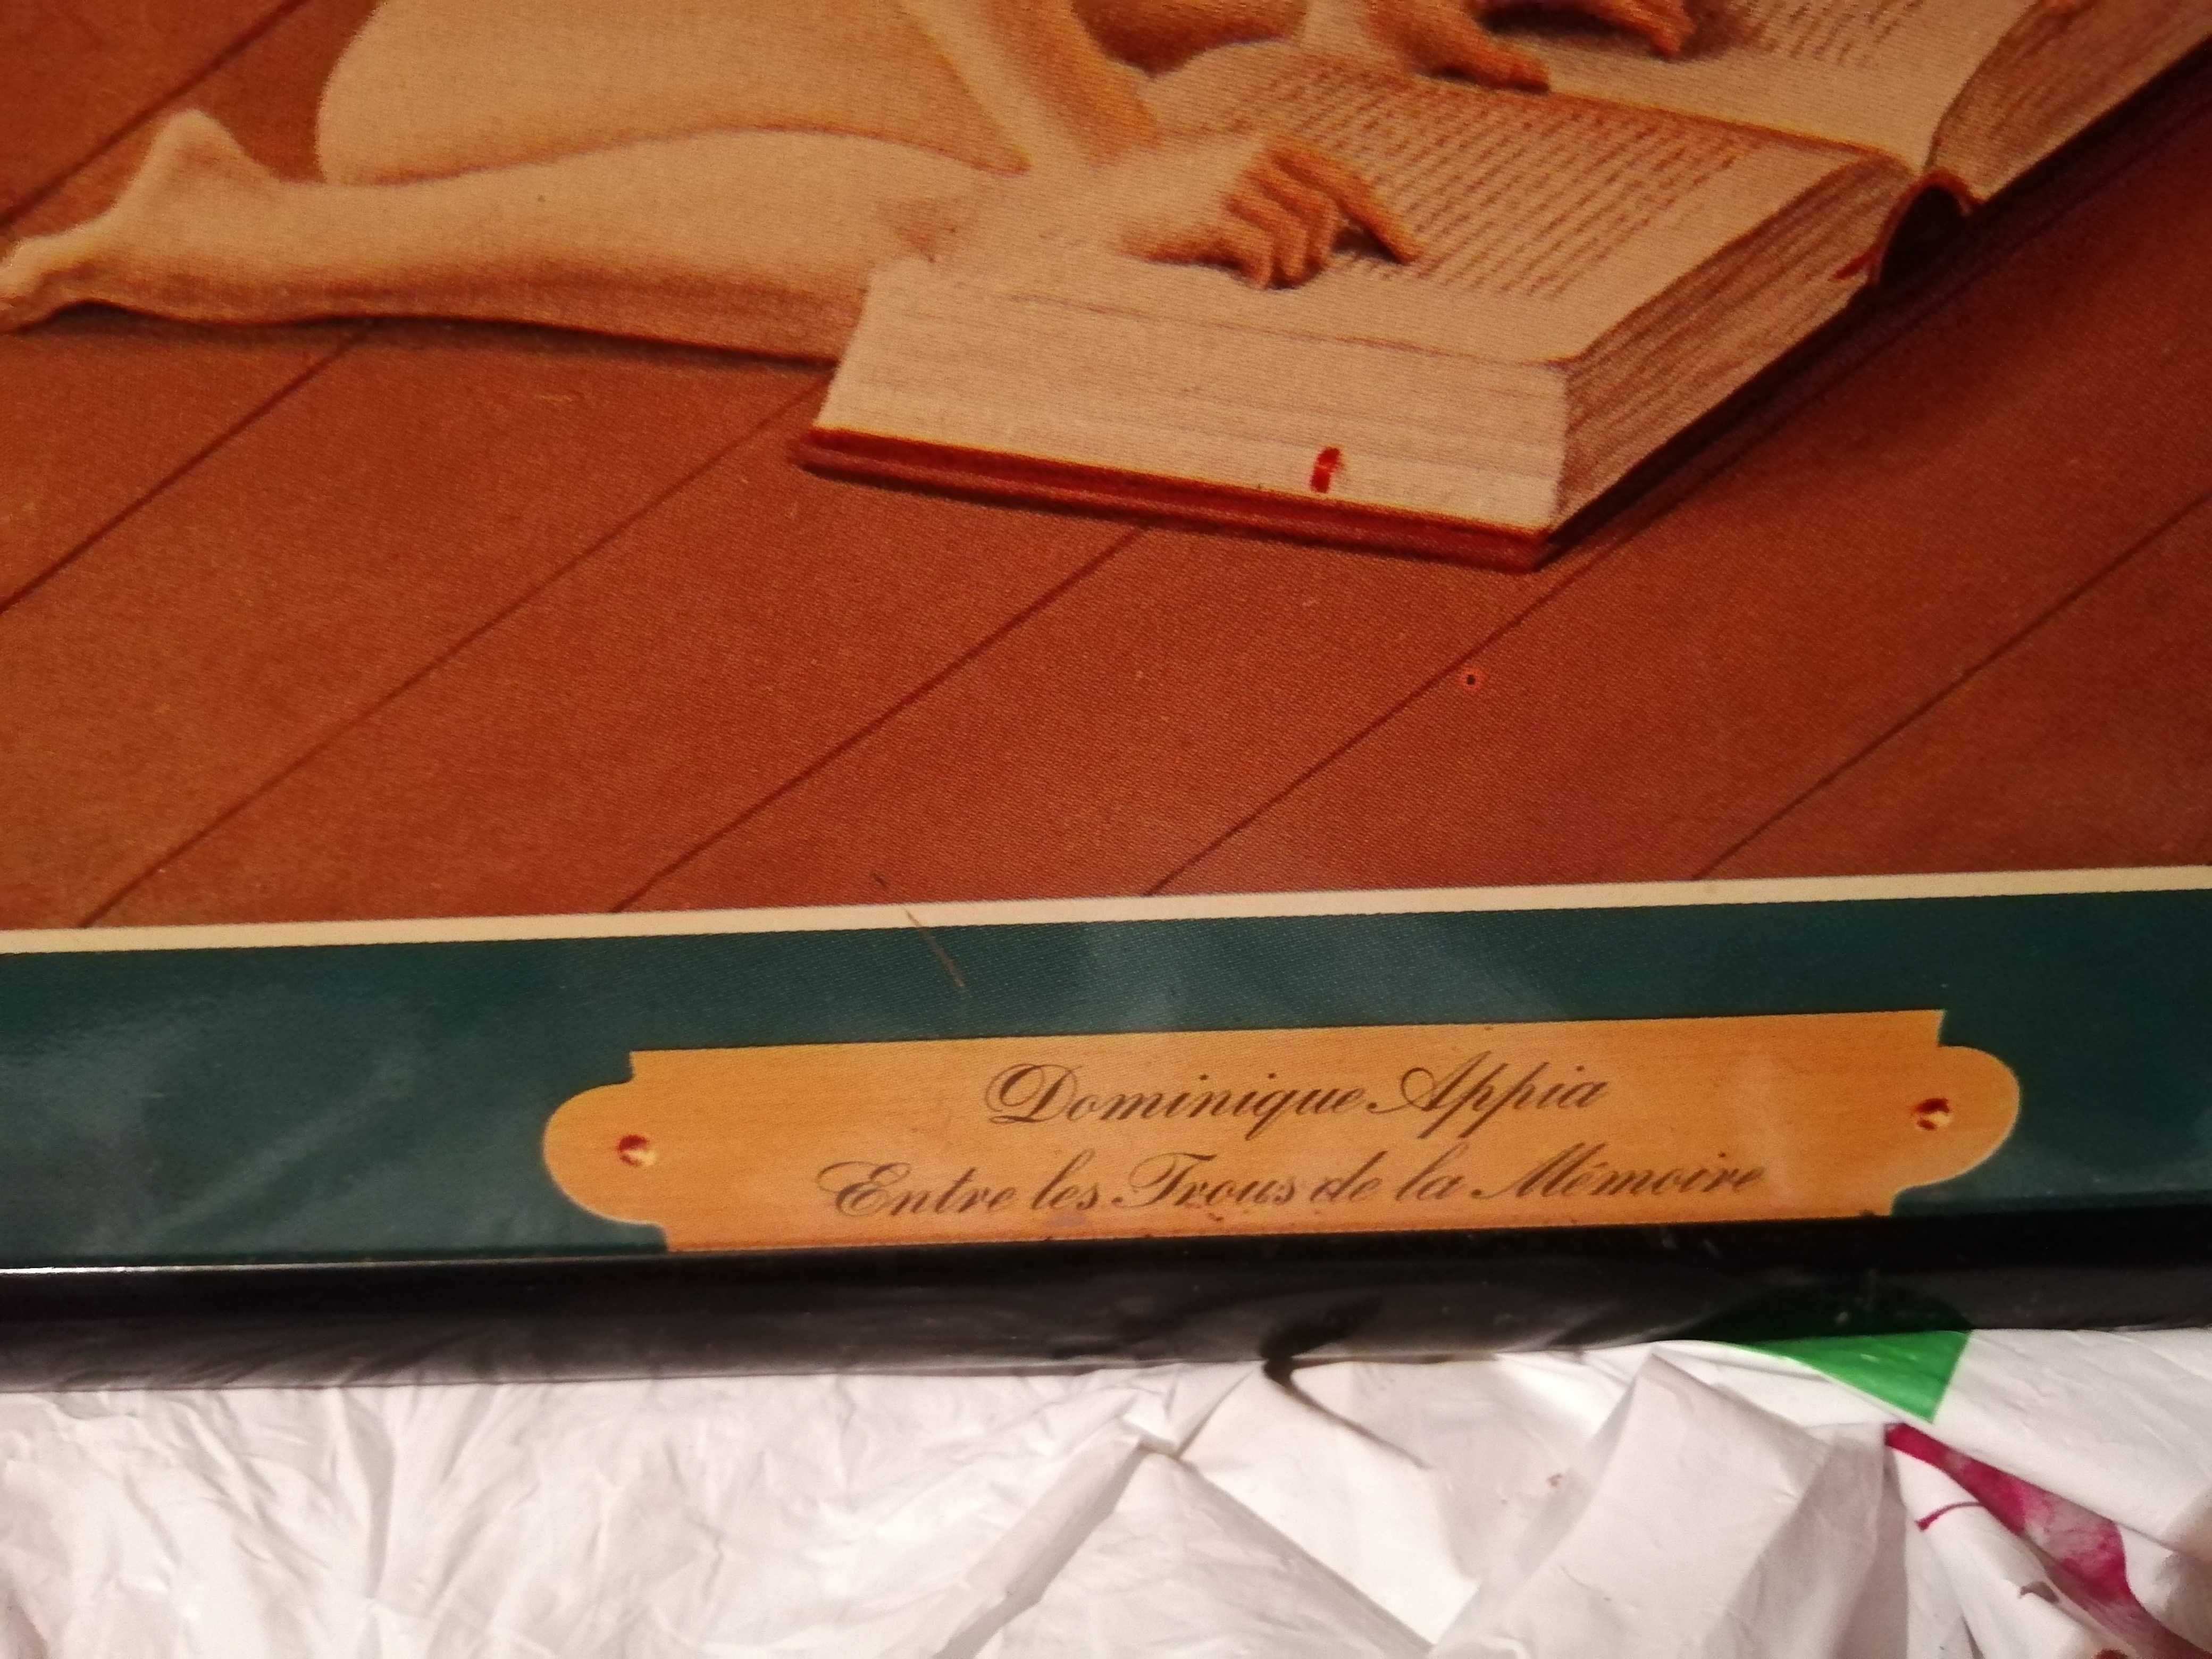 Dominique Appia
Entre les Trous de la Mémoire